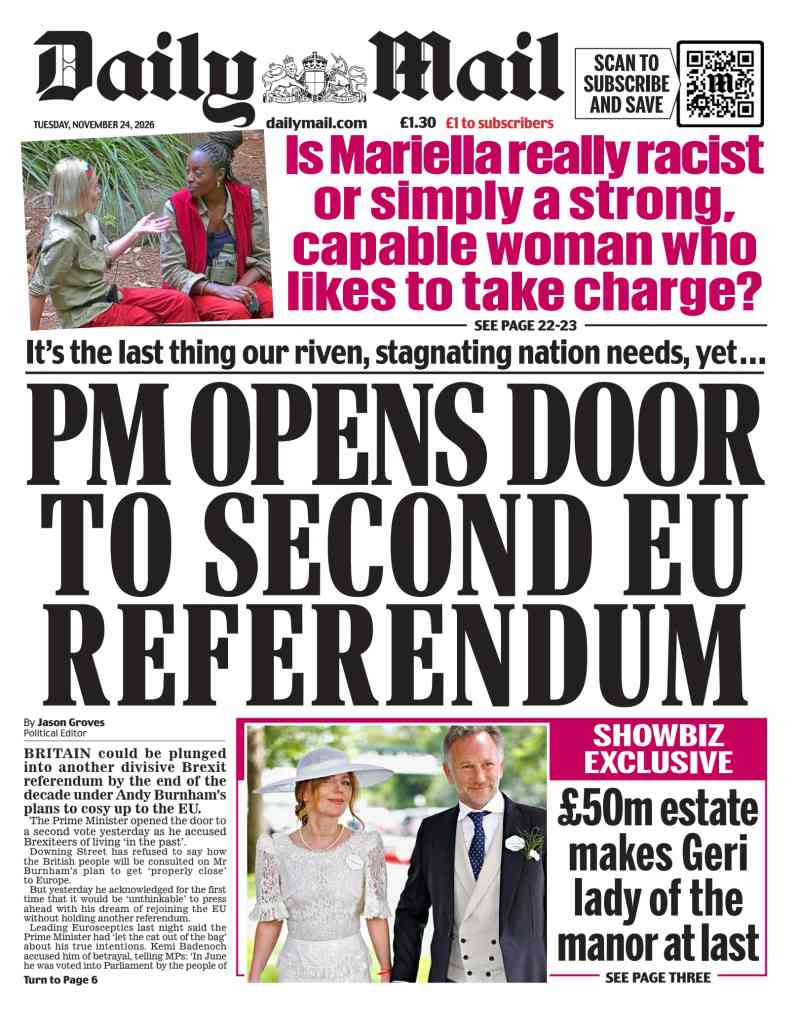 Daily Mail
SCAN TO
SUBSCRIBE
AND SAVE
TUESDAY, NOVEMBER 24, 2026
dailymail.com
£1.30 £1 to subscribers
Is Mariella really racist
or simply a strong,
capable woman who
likes to take charge?
SEE PAGE 22-23
It’s the last thing our riven, stagnating nation needs, yet…
PM OPENS DOOR
TO SECOND EU
REFERENDUM
By Jason Groves
Political Editor
BRITAIN could be plunged
into another divisive Brexit
referendum by the end of the
decade under Andy Burnham’s
plans to cosy up to the EU.
The Prime Minister opened the door to
a second vote yesterday as he accused
Brexiteers of living ‘in the past’.
Downing Street has refused to say how
the British people will be consulted on Mr
Burnham’s plan to get ‘properly close’
to Europe.
But yesterday he acknowledged for the first
time that it would be ‘unthinkable’ to press
ahead with his dream of rejoining the EU
without holding another referendum.
Leading Eurosceptics last night said the
Prime Minister had ‘let the cat out of the bag’
about his true intentions. Kemi Badenoch
accused him of betrayal, telling MPs: ‘In June
he was voted into Parliament by the people of
Turn to Page 6
SHOWBIZ
EXCLUSIVE
£50m estate
makes Geri
lady of the
manor at last
SEE PAGE THREE